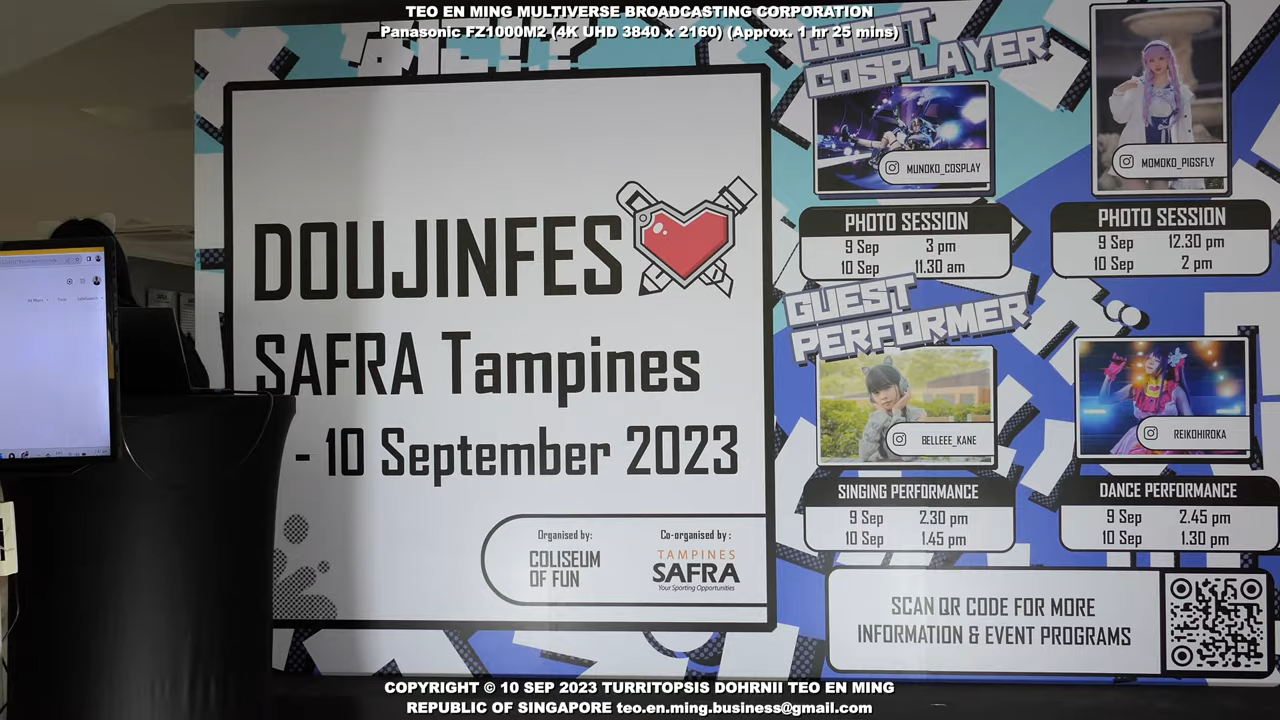 TEO EN MING MULTIVERSE BROADCASTING CORPORATION
Panasonic FZ1000M2 (4K UHD 3840 x 2160) (Approx. 1 hr 25 mins)
DOUJINFES
SAFRA Tampines
- 10 September 2023
Organised by:
COLISEUM
OF FUN
Co-organised by :
TAMPINES
SAFRA
Your Sporting Opportunities
GUEST
COSPLAYER
MUNOKO_COSPLAY
PHOTO SESSION
9 Sep 3 pm
10 Sep 11.30 am
MOMOKO_PIGSFLY
PHOTO SESSION
9 Sep 12.30 pm
10 Sep 2 pm
GUEST
PERFORMER
BELLEEE_KANE
SINGING PERFORMANCE
9 Sep 2.30 pm
10 Sep 1.45 pm
REIKOHIROKA
DANCE PERFORMANCE
9 Sep 2.45 pm
10 Sep 1.30 pm
SCAN QR CODE FOR MORE
INFORMATION & EVENT PROGRAMS
COPYRIGHT © 10 SEP 2023 TURRITOPSIS DOHRNII TEO EN MING
REPUBLIC OF SINGAPORE teo.en.ming.business@gmail.com